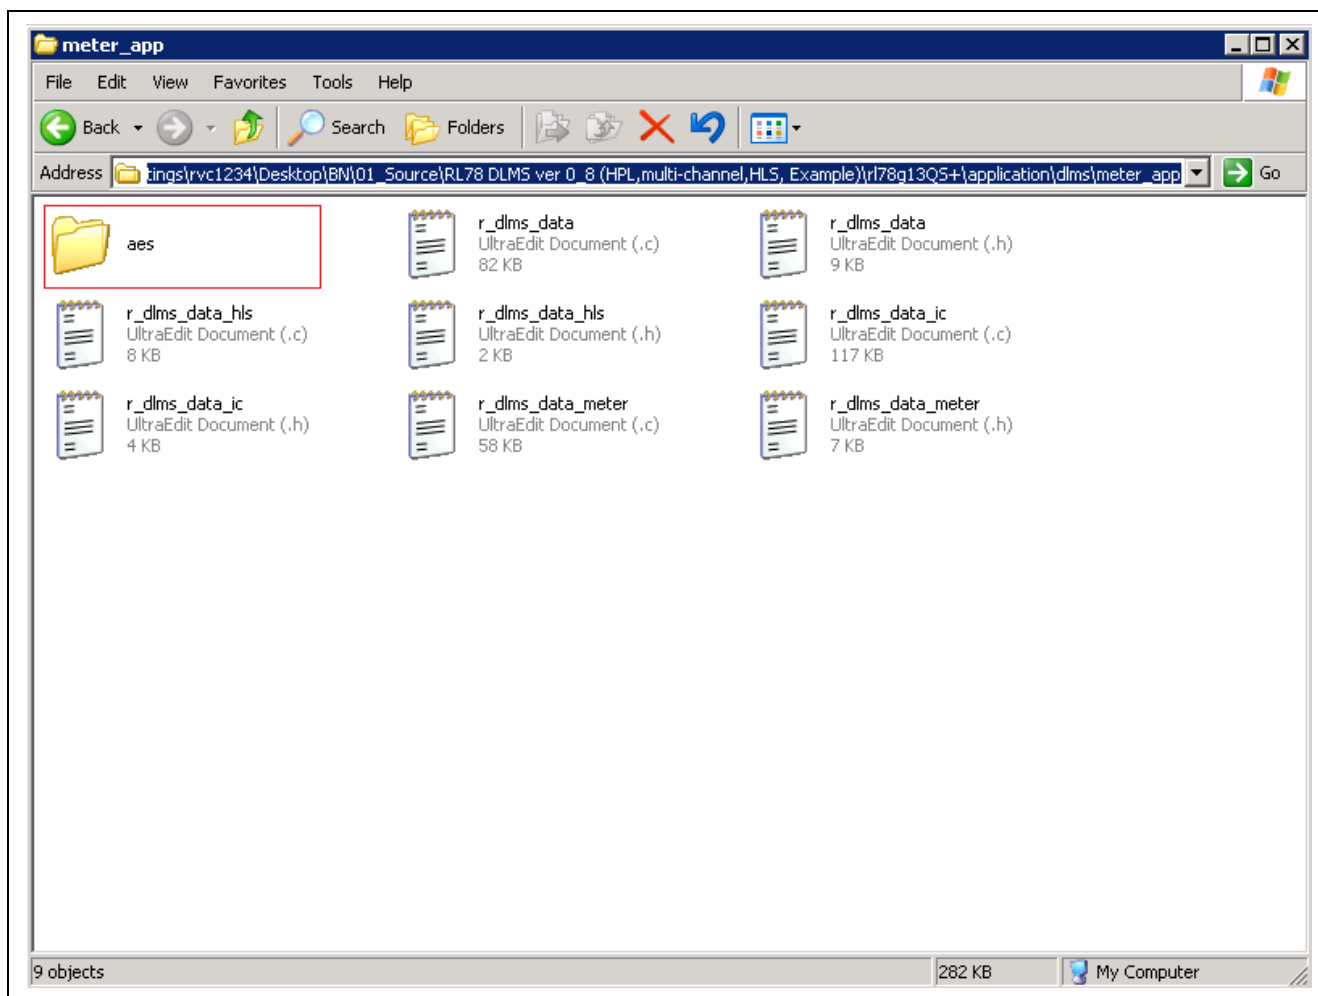 meter_app
File Edit View Favorites Tools Help
Back Search Folders
Address tings\rvc1234\Desktop\BN\01_Source\RL78 DLMS ver 0_8 (HPL,multi-channel,HLS, Example)\rl78g13QS+\application\dlms\meter_app Go
aes
r_dlms_data
UltraEdit Document (.c)
82 KB
r_dlms_data
UltraEdit Document (.h)
9 KB
r_dlms_data_hls
UltraEdit Document (.c)
8 KB
r_dlms_data_hls
UltraEdit Document (.h)
2 KB
r_dlms_data_ic
UltraEdit Document (.c)
117 KB
r_dlms_data_ic
UltraEdit Document (.h)
4 KB
r_dlms_data_meter
UltraEdit Document (.c)
58 KB
r_dlms_data_meter
UltraEdit Document (.h)
7 KB
9 objects 282 KB My Computer